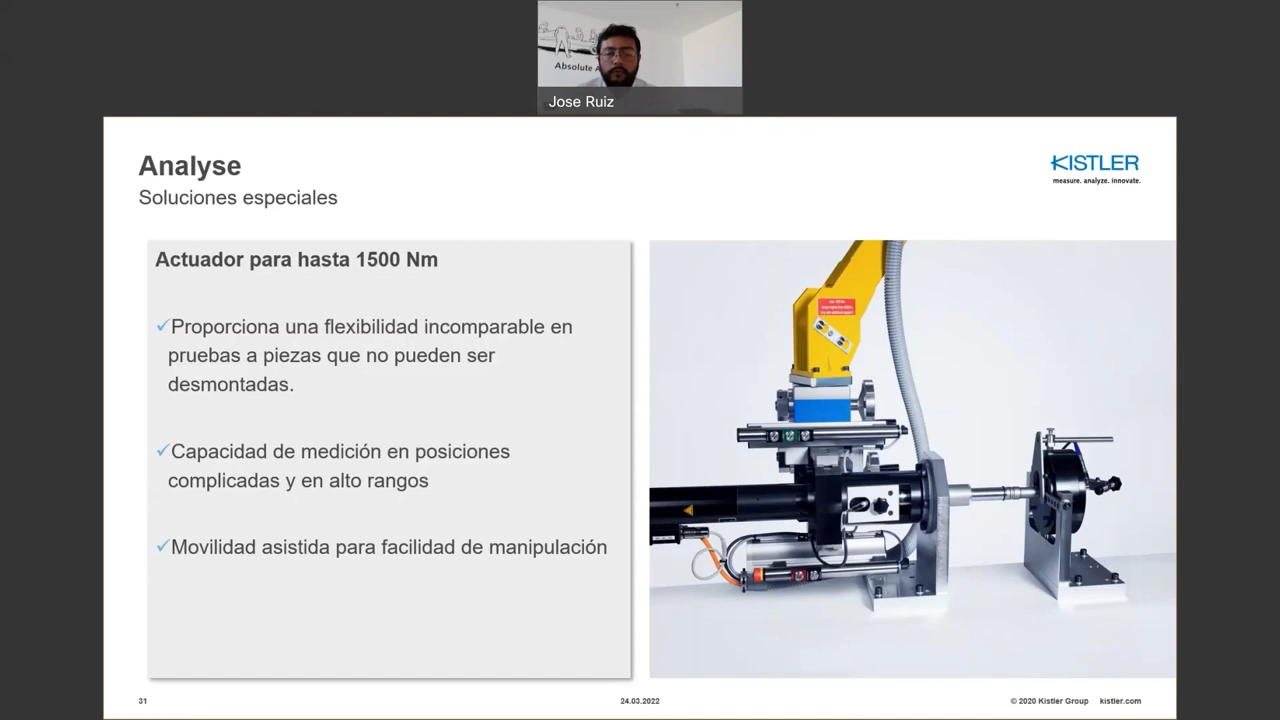 Absolute A
Jose Ruiz
Analyse
Soluciones especiales
KISTLER
measure. analyze. innovate.
Actuador para hasta 1500 Nm
✓Proporciona una flexibilidad incomparable en
pruebas a piezas que no pueden ser
desmontadas.
✓Capacidad de medición en posiciones
complicadas y en alto rangos
✓Movilidad asistida para facilidad de manipulación
31
24.03.2022
© 2020 Kistler Group
kistler.com